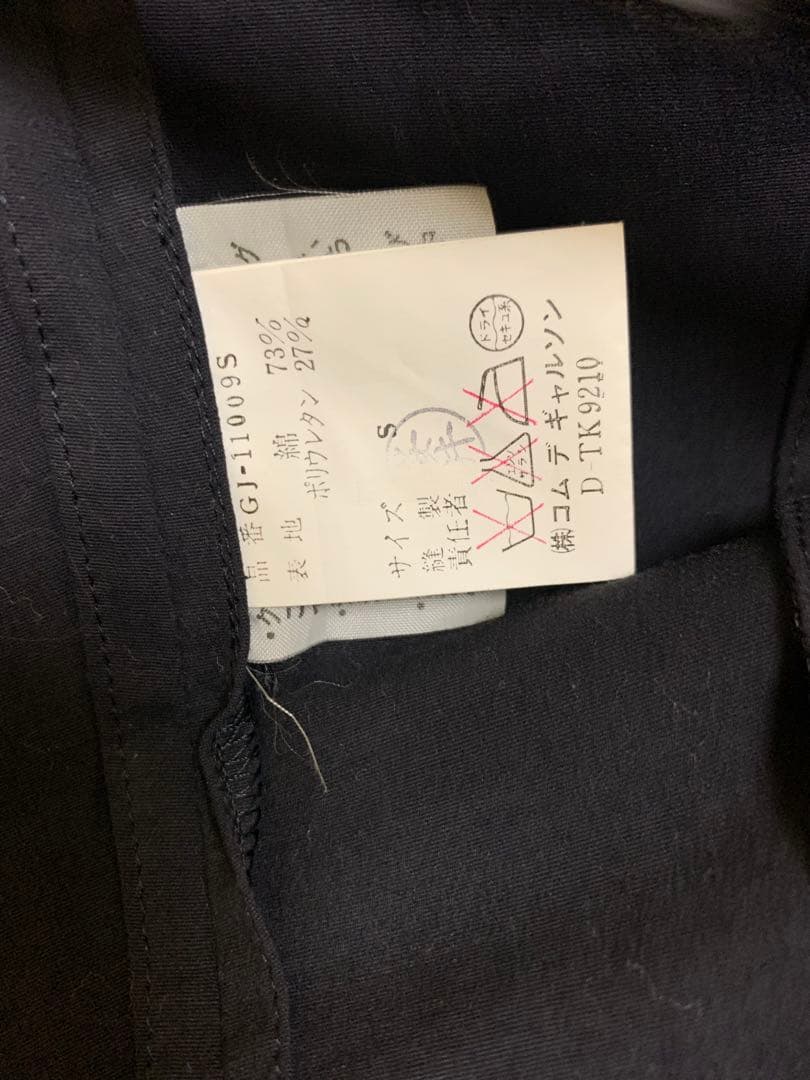 品番 GJ-11009S
表地 綿 73%
ポリウレタン 27%
サイズ S
縫製
責任者
ドライ
セキユ系
㈱コム デ ギャルソン
D-TK9210